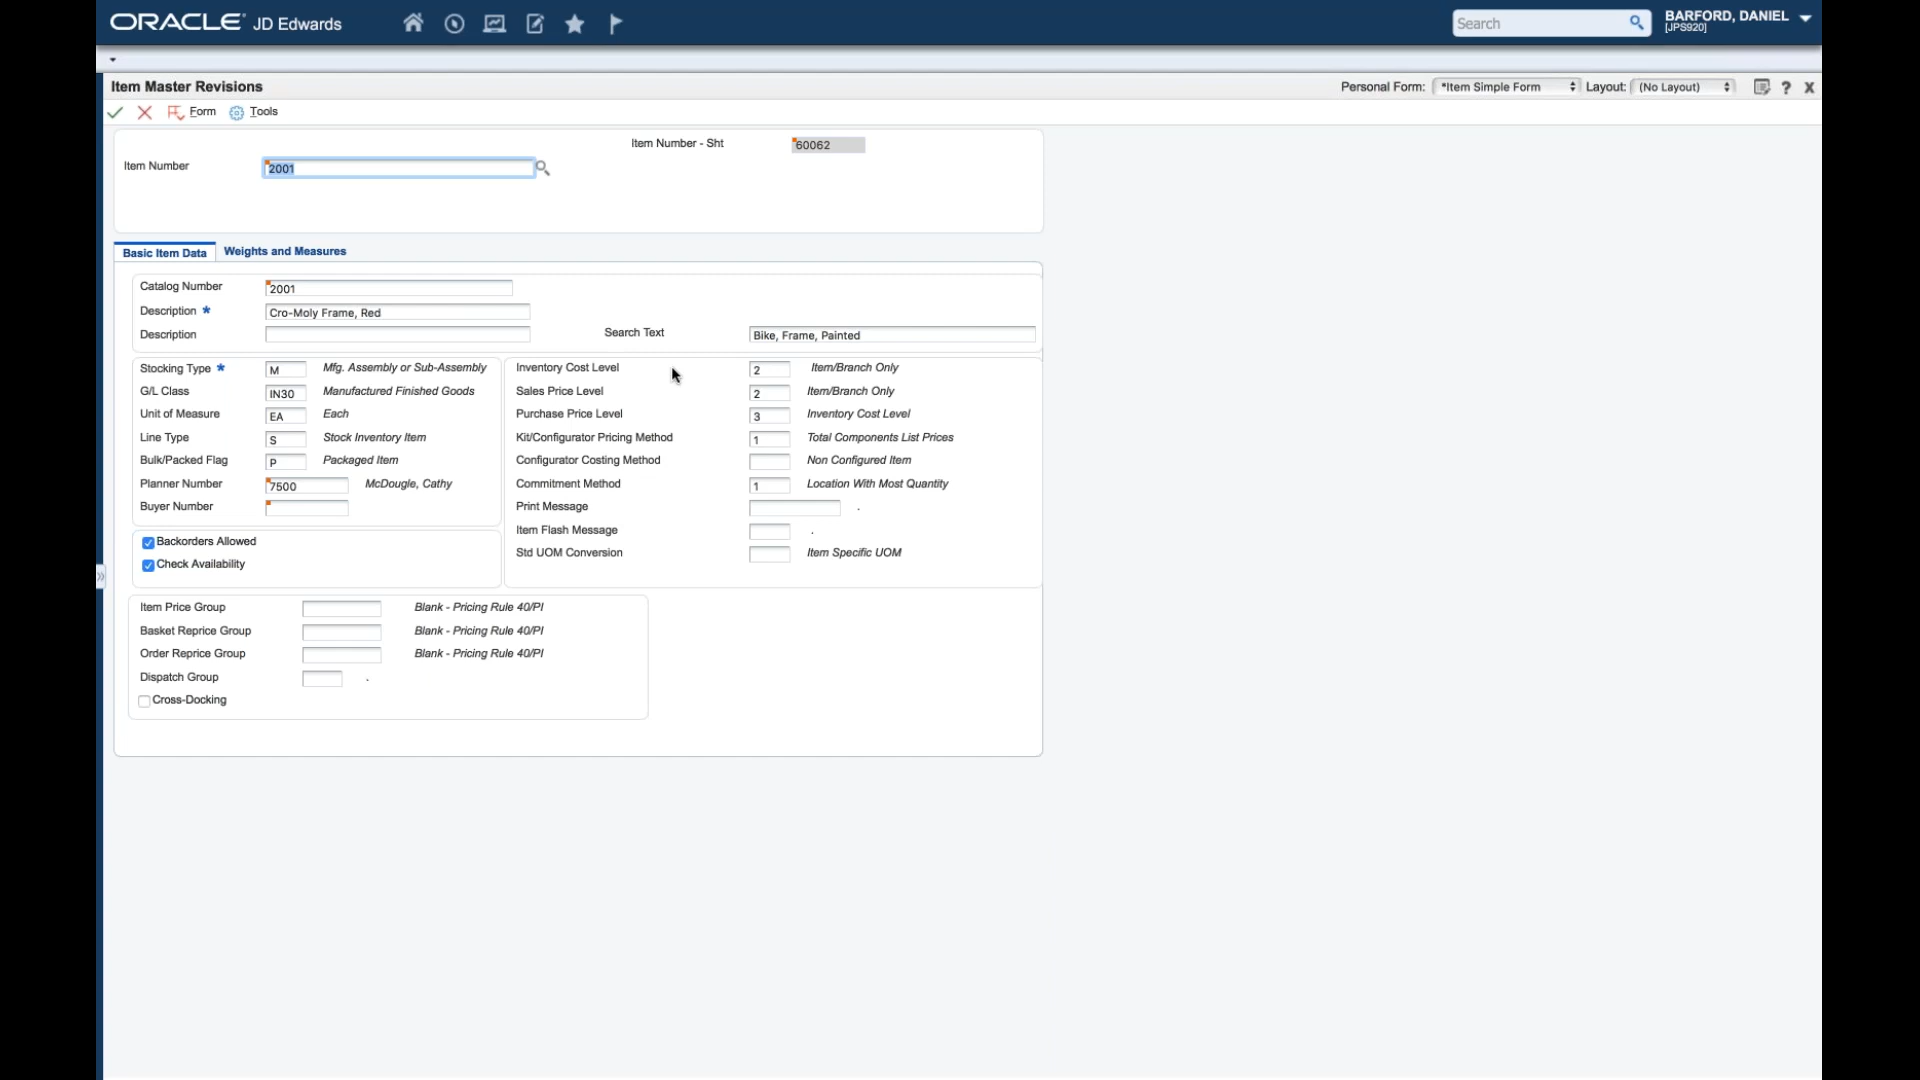 ORACLE JD Edwards Search BARFORD, DANIEL
[JPS920]
Item Master Revisions Personal Form: *Item Simple Form Layout: (No Layout) ? X
Form Tools
Item Number - Sht 60062
Item Number 2001
Basic Item Data Weights and Measures
Catalog Number 2001
Description * Cro-Moly Frame, Red
Description Search Text Bike, Frame, Painted
Stocking Type * M Mfg. Assembly or Sub-Assembly Inventory Cost Level 2 Item/Branch Only
G/L Class IN30 Manufactured Finished Goods Sales Price Level 2 Item/Branch Only
Unit of Measure EA Each Purchase Price Level 3 Inventory Cost Level
Line Type S Stock Inventory Item Kit/Configurator Pricing Method 1 Total Components List Prices
Bulk/Packed Flag P Packaged Item Configurator Costing Method Non Configured Item
Planner Number 7500 McDougle, Cathy Commitment Method 1 Location With Most Quantity
Buyer Number Print Message .
Item Flash Message .
Backorders Allowed
Std UOM Conversion Item Specific UOM
Check Availability
Item Price Group Blank - Pricing Rule 40/PI
Basket Reprice Group Blank - Pricing Rule 40/PI
Order Reprice Group Blank - Pricing Rule 40/PI
Dispatch Group .
Cross-Docking